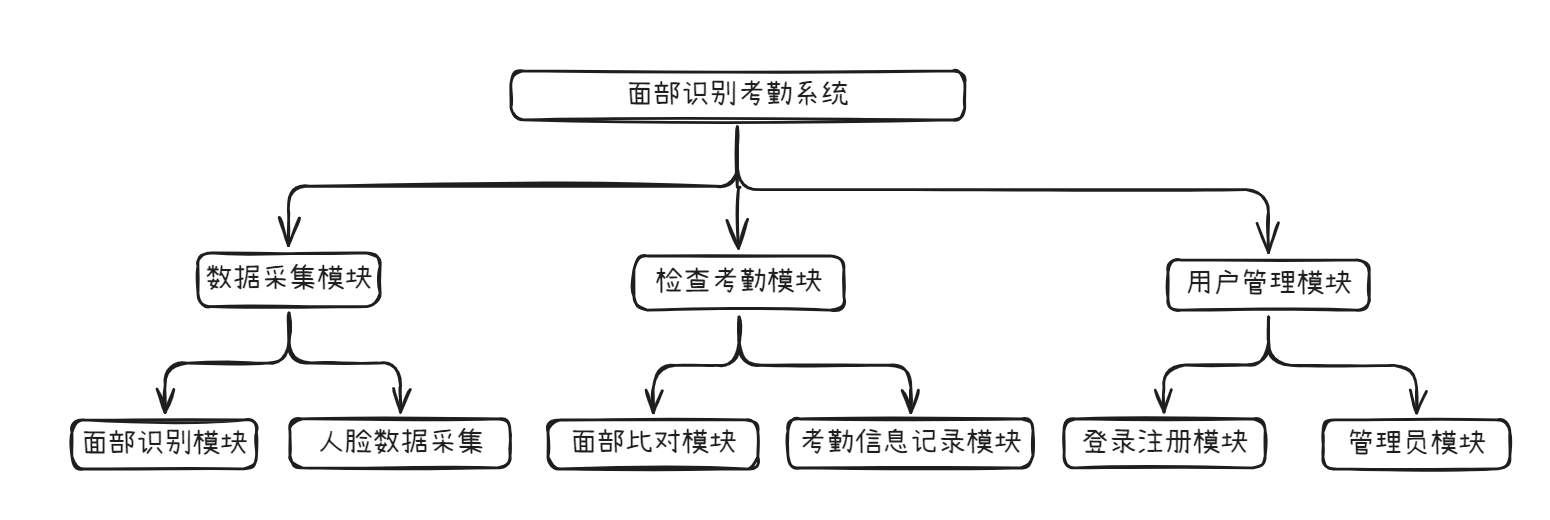 面部识别考勤系统
数据采集模块
检查考勤模块
用户管理模块
面部识别模块
人脸数据采集
面部比对模块
考勤信息记录模块
登录注册模块
管理员模块